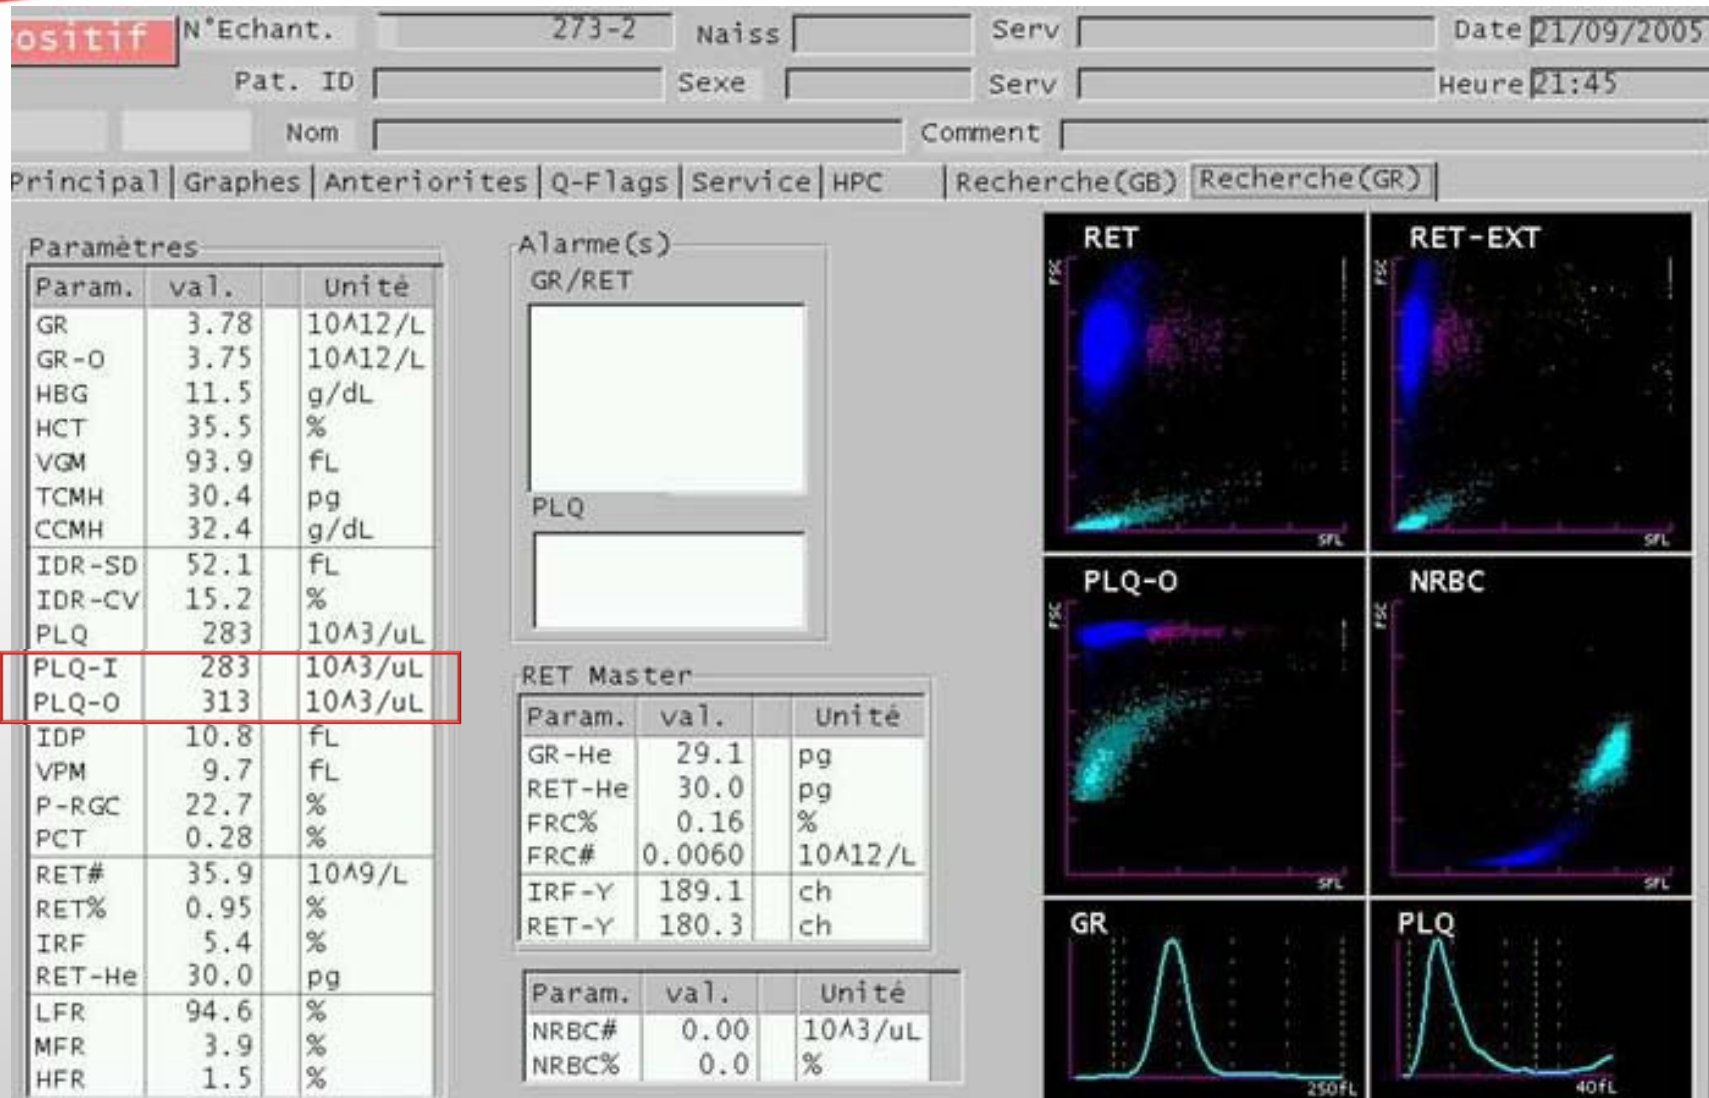 ositif N°Echant. 273-2 Naiss Serv Date 21/09/2005
Pat. ID Sexe Serv Heure 21:45
Nom Comment
Principal Graphes Anteriorites Q-Flags Service HPC Recherche(GB) Recherche(GR)
Paramètres
Param. val. Unité
GR 3.78 10^12/L
GR-O 3.75 10^12/L
HBG 11.5 g/dL
HCT 35.5 %
VGM 93.9 fL
TCMH 30.4 pg
CCMH 32.4 g/dL
IDR-SD 52.1 fL
IDR-CV 15.2 %
PLQ 283 10^3/uL
PLQ-I 283 10^3/uL
PLQ-O 313 10^3/uL
IDP 10.8 fL
VPM 9.7 fL
P-RGC 22.7 %
PCT 0.28 %
RET# 35.9 10^9/L
RET% 0.95 %
IRF 5.4 %
RET-He 30.0 pg
LFR 94.6 %
MFR 3.9 %
HFR 1.5 %
Alarme(s)
GR/RET
PLQ
RET Master
Param. val. Unité
GR-He 29.1 pg
RET-He 30.0 pg
FRC% 0.16 %
FRC# 0.0060 10^12/L
IRF-Y 189.1 ch
RET-Y 180.3 ch
Param. val. Unité
NRBC# 0.00 10^3/uL
NRBC% 0.0 %
RET
FSC
SFL
RET-EXT
FSC
SFL
PLQ-O
FSC
SFL
NRBC
FSC
SFL
GR
250fL
PLQ
40fL